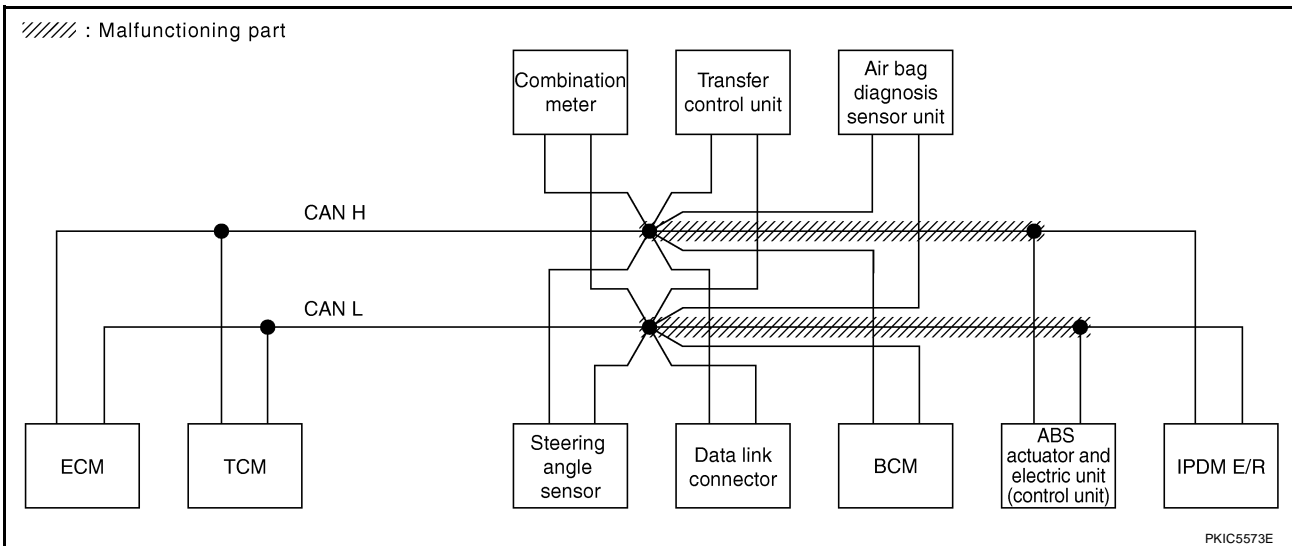 : Malfunctioning part
Combination
meter
Transfer
control unit
Air bag
diagnosis
sensor unit
CAN H
CAN L
ECM
TCM
Steering
angle
sensor
Data link
connector
BCM
ABS
actuator and
electric unit
(control unit)
IPDM E/R
PKIC5573E